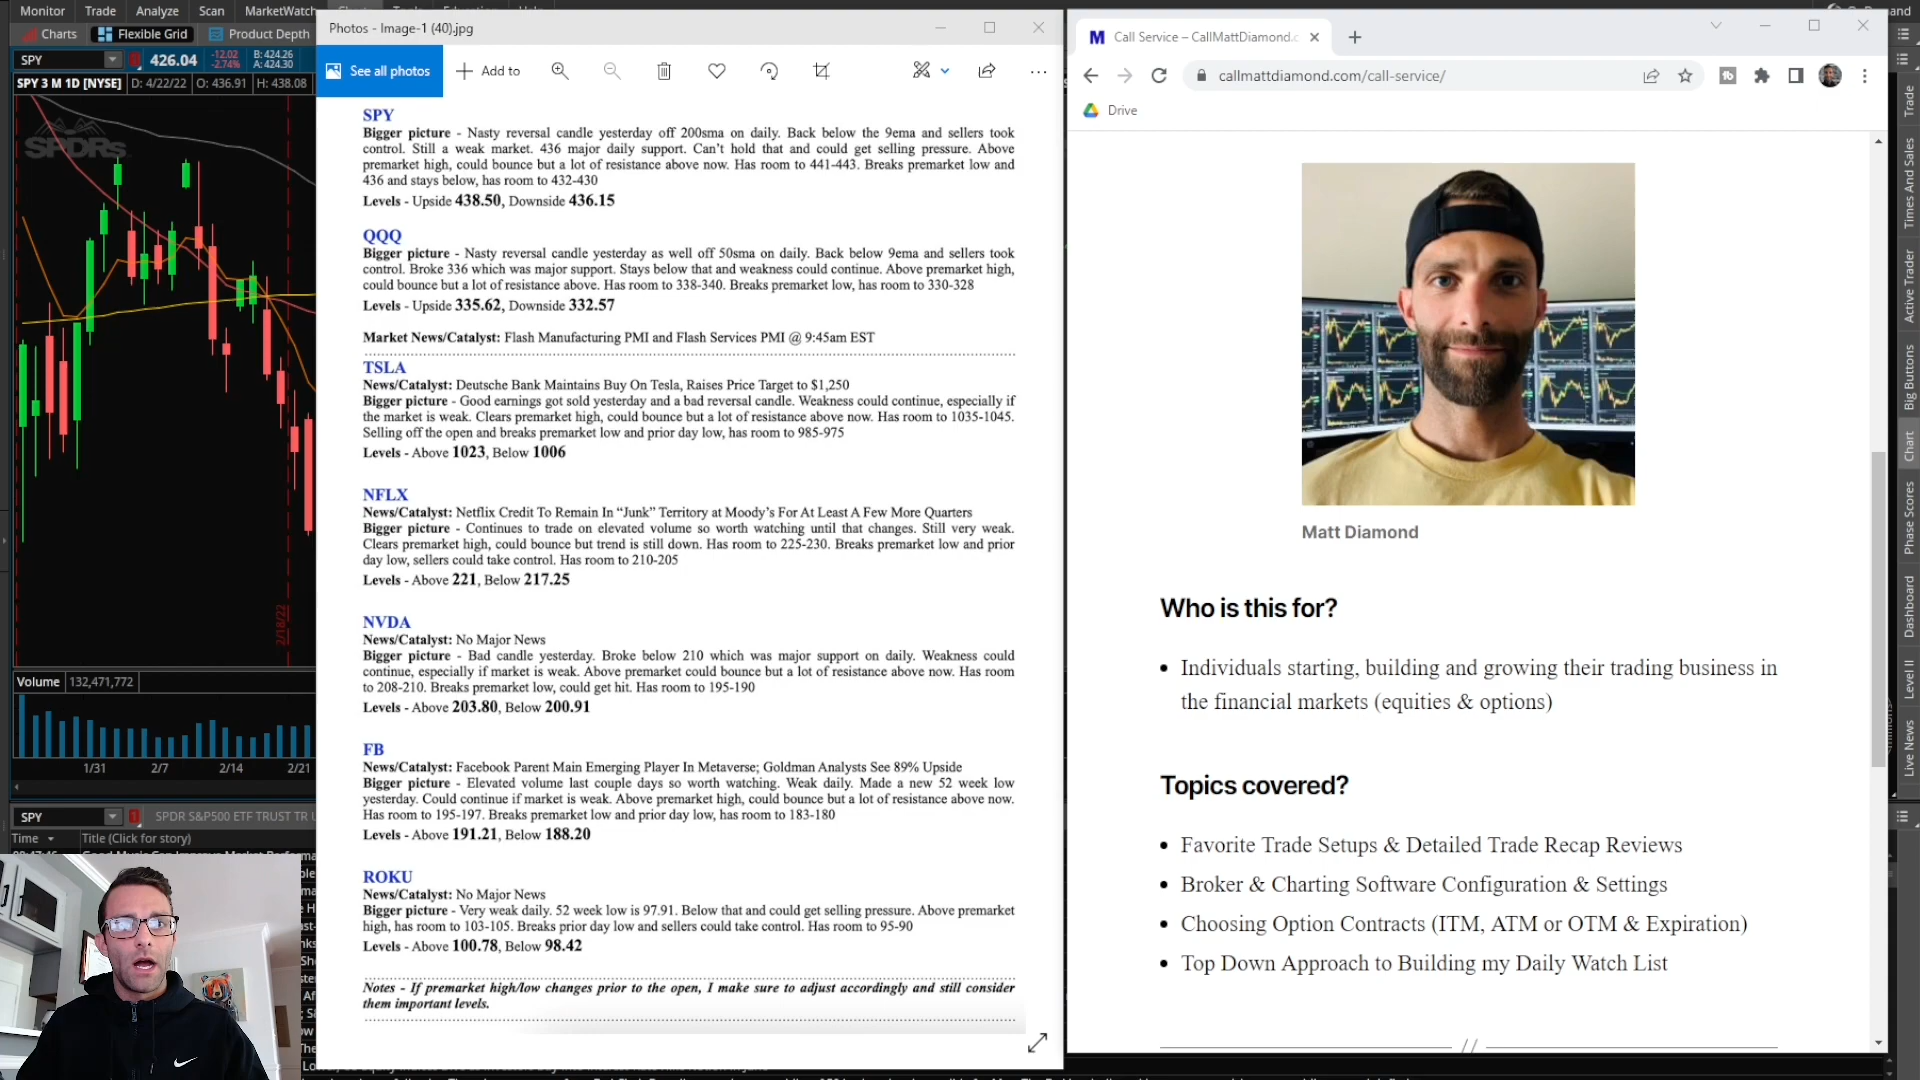 Monitor Trade Analyze Scan MarketWatch
Charts Flexible Grid Product Depth
SPY 426.04 -12.02 -2.74% B: 424.26 A: 424.30
SPY 3 M 1D [NYSE] D: 4/22/22 O: 436.91 H: 438.08
SPDRs
2/18/22
Volume 132,471,772
1/31 2/7 2/14 2/21
SPY 1 SPDR S&P500 ETF TRUST TR U
Time Title (Click for story)
Photos - Image-1 (40).jpg
See all photos Add to
SPY
Bigger picture - Nasty reversal candle yesterday off 200sma on daily. Back below the 9ema and sellers took
control. Still a weak market. 436 major daily support. Can't hold that and could get selling pressure. Above
premarket high, could bounce but a lot of resistance above now. Has room to 441-443. Breaks premarket low and
436 and stays below, has room to 432-430
Levels - Upside 438.50, Downside 436.15
QQQ
Bigger picture - Nasty reversal candle yesterday as well off 50sma on daily. Back below 9ema and sellers took
control. Broke 336 which was major support. Stays below that and weakness could continue. Above premarket high,
could bounce but a lot of resistance above. Has room to 338-340. Breaks premarket low, has room to 330-328
Levels - Upside 335.62, Downside 332.57
Market News/Catalyst: Flash Manufacturing PMI and Flash Services PMI @ 9:45am EST
TSLA
News/Catalyst: Deutsche Bank Maintains Buy On Tesla, Raises Price Target to $1,250
Bigger picture - Good earnings got sold yesterday and a bad reversal candle. Weakness could continue, especially if
the market is weak. Clears premarket high, could bounce but a lot of resistance above now. Has room to 1035-1045.
Selling off the open and breaks premarket low and prior day low, has room to 985-975
Levels - Above 1023, Below 1006
NFLX
News/Catalyst: Netflix Credit To Remain In “Junk” Territory at Moody's For At Least A Few More Quarters
Bigger picture - Continues to trade on elevated volume so worth watching until that changes. Still very weak.
Clears premarket high, could bounce but trend is still down. Has room to 225-230. Breaks premarket low and prior
day low, sellers could take control. Has room to 210-205
Levels - Above 221, Below 217.25
NVDA
News/Catalyst: No Major News
Bigger picture - Bad candle yesterday. Broke below 210 which was major support on daily. Weakness could
continue, especially if market is weak. Above premarket could bounce but a lot of resistance above now. Has room
to 208-210. Breaks premarket low, could get hit. Has room to 195-190
Levels - Above 203.80, Below 200.91
FB
News/Catalyst: Facebook Parent Main Emerging Player In Metaverse; Goldman Analysts See 89% Upside
Bigger picture - Elevated volume last couple days so worth watching. Weak daily. Made a new 52 week low
yesterday. Could continue if market is weak. Above premarket high, could bounce but a lot of resistance above now.
Has room to 195-197. Breaks premarket low and prior day low, has room to 183-180
Levels - Above 191.21, Below 188.20
ROKU
News/Catalyst: No Major News
Bigger picture - Very weak daily. 52 week low is 97.91. Below that and could get selling pressure. Above premarket
high, has room to 103-105. Breaks prior day low and sellers could take control. Has room to 95-90
Levels - Above 100.78, Below 98.42
Notes - If premarket high/low changes prior to the open, I make sure to adjust accordingly and still consider
them important levels.
M Call Service – CallMattDiamond.c
callmattdiamond.com/call-service/
Drive
Matt Diamond
Who is this for?
• Individuals starting, building and growing their trading business in
the financial markets (equities & options)
Topics covered?
• Favorite Trade Setups & Detailed Trade Recap Reviews
• Broker & Charting Software Configuration & Settings
• Choosing Option Contracts (ITM, ATM or OTM & Expiration)
• Top Down Approach to Building my Daily Watch List
//
Trade
Times And Sales
Active Trader
Big Buttons
Chart
Phase Scores
Dashboard
Level II
Live News